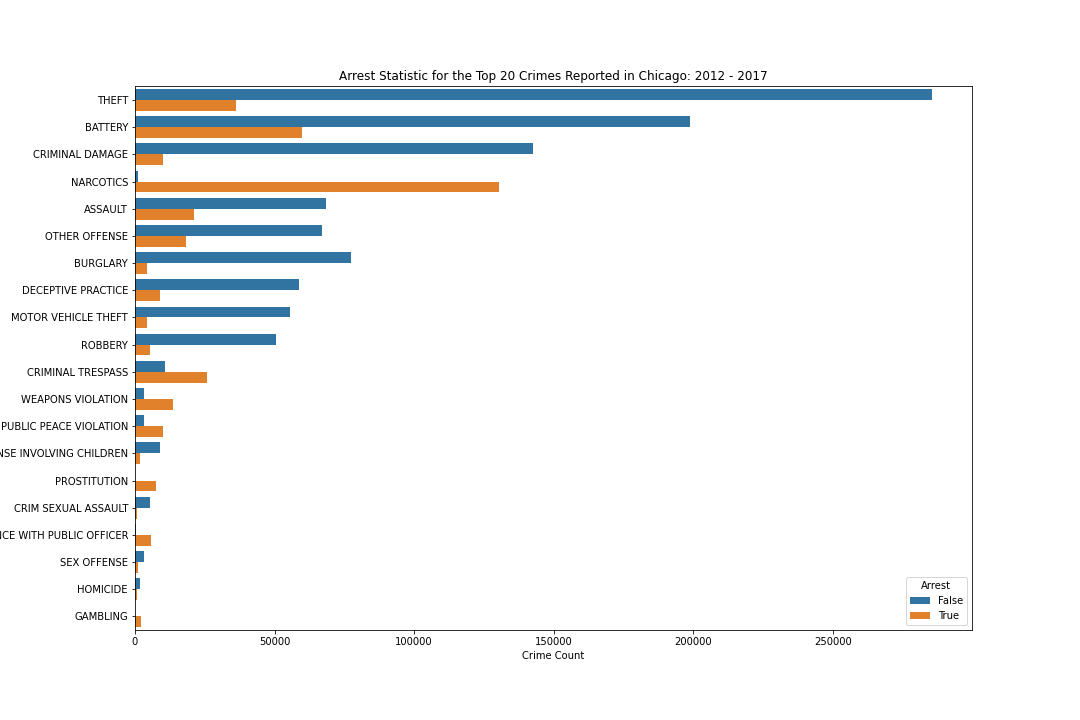 Arrest Statistic for the Top 20 Crimes Reported in Chicago: 2012 - 2017
THEFT
BATTERY
CRIMINAL DAMAGE
NARCOTICS
ASSAULT
OTHER OFFENSE
BURGLARY
DECEPTIVE PRACTICE
MOTOR VEHICLE THEFT
ROBBERY
CRIMINAL TRESPASS
WEAPONS VIOLATION
PUBLIC PEACE VIOLATION
NSE INVOLVING CHILDREN
PROSTITUTION
CRIM SEXUAL ASSAULT
NCE WITH PUBLIC OFFICER
SEX OFFENSE
HOMICIDE
GAMBLING
Arrest
False
True
0 50000 100000 150000 200000 250000
Crime Count